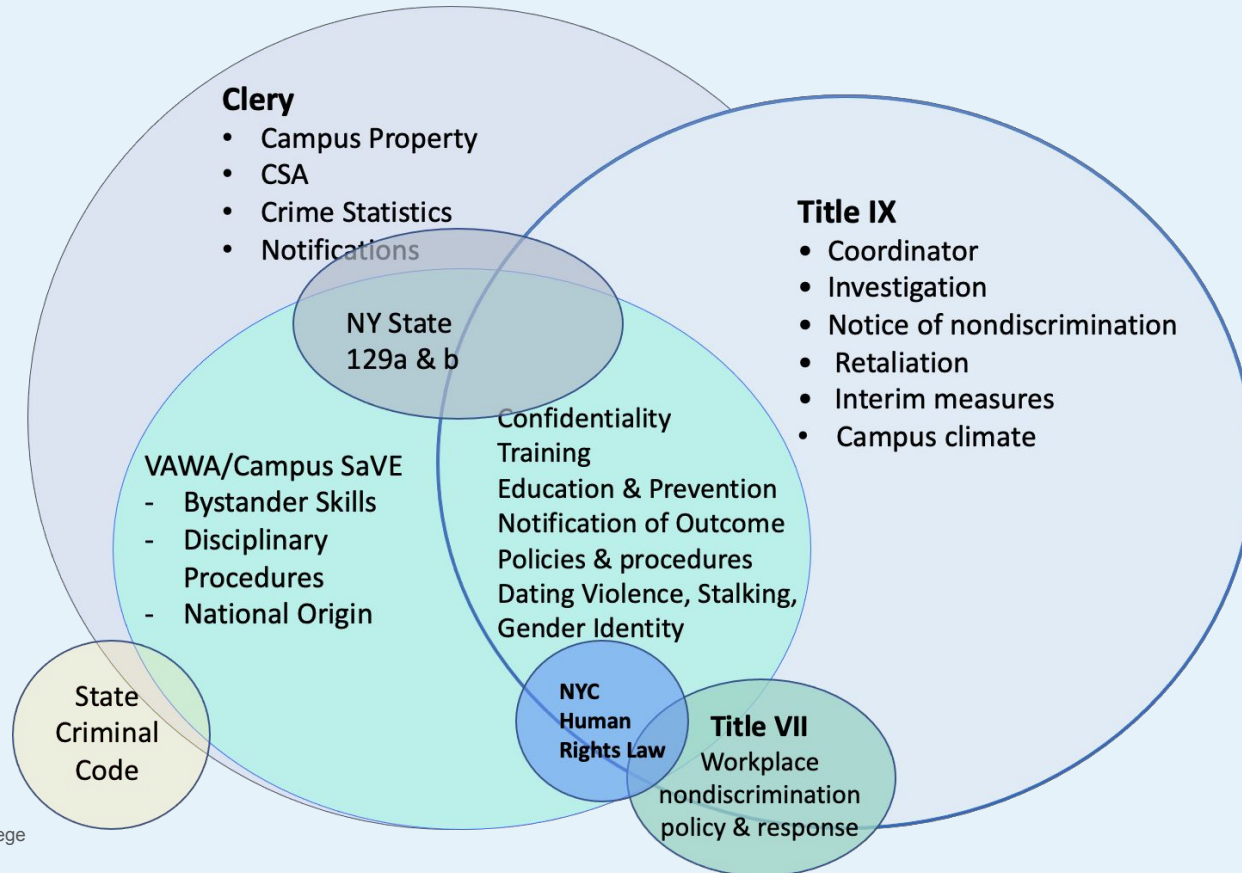 Clery
• Campus Property
• CSA
• Crime Statistics
• Notifications
Title IX
• Coordinator
• Investigation
• Notice of nondiscrimination
• Retaliation
• Interim measures
• Campus climate
NY State
129a & b
VAWA/Campus SaVE
- Bystander Skills
- Disciplinary
Procedures
- National Origin
Confidentiality
Training
Education & Prevention
Notification of Outcome
Policies & procedures
Dating Violence, Stalking,
Gender Identity
State
Criminal
Code
NYC
Human
Rights Law
Title VII
Workplace
nondiscrimination
policy & response
ege